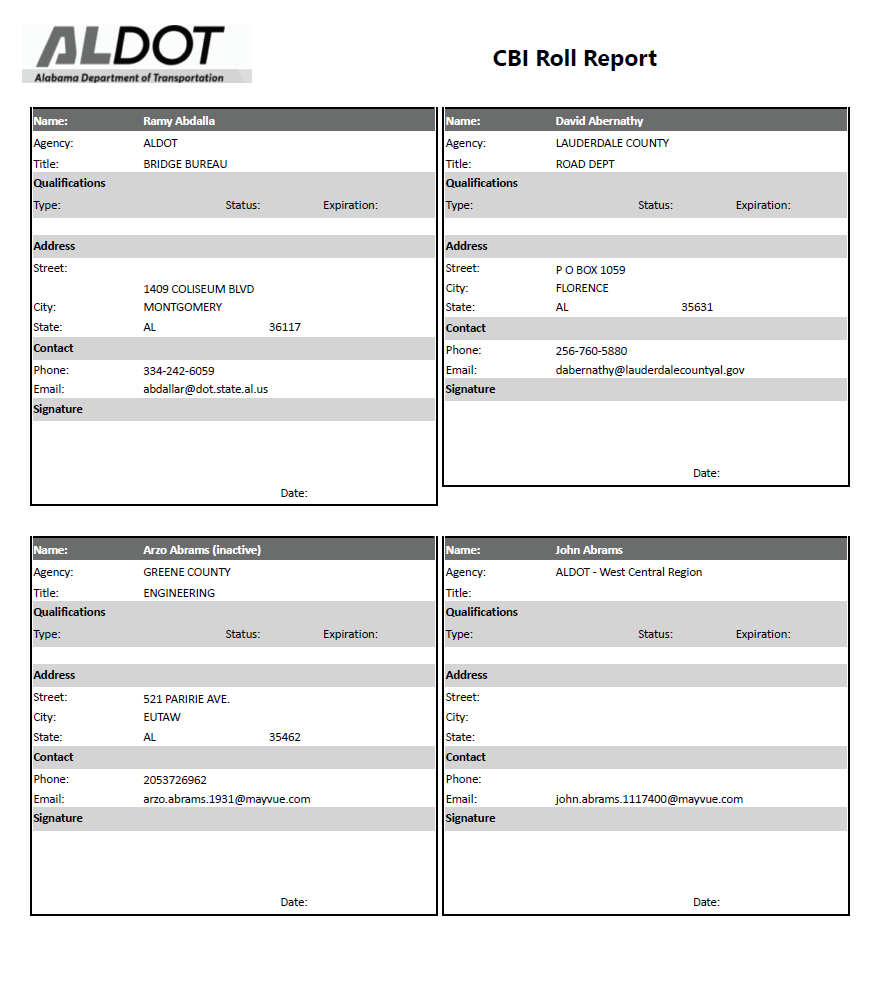 ALDOT
Alabama Department of Transportation
CBI Roll Report
Name: Ramy Abdalla
Agency: ALDOT
Title: BRIDGE BUREAU
Qualifications
Type: Status: Expiration:
Address
Street:
1409 COLISEUM BLVD
City: MONTGOMERY
State: AL 36117
Contact
Phone: 334-242-6059
Email: abdallar@dot.state.al.us
Signature
Date:
Name: David Abernathy
Agency: LAUDERDALE COUNTY
Title: ROAD DEPT
Qualifications
Type: Status: Expiration:
Address
Street: P O BOX 1059
City: FLORENCE
State: AL 35631
Contact
Phone: 256-760-5880
Email: dabernathy@lauderdalecountyal.gov
Signature
Date:
Name: Arzo Abrams (inactive)
Agency: GREENE COUNTY
Title: ENGINEERING
Qualifications
Type: Status: Expiration:
Address
Street: 521 PARIRIE AVE.
City: EUTAW
State: AL 35462
Contact
Phone: 2053726962
Email: arzo.abrams.1931@mayvue.com
Signature
Date:
Name: John Abrams
Agency: ALDOT - West Central Region
Title:
Qualifications
Type: Status: Expiration:
Address
Street:
City:
State:
Contact
Phone:
Email: john.abrams.1117400@mayvue.com
Signature
Date: